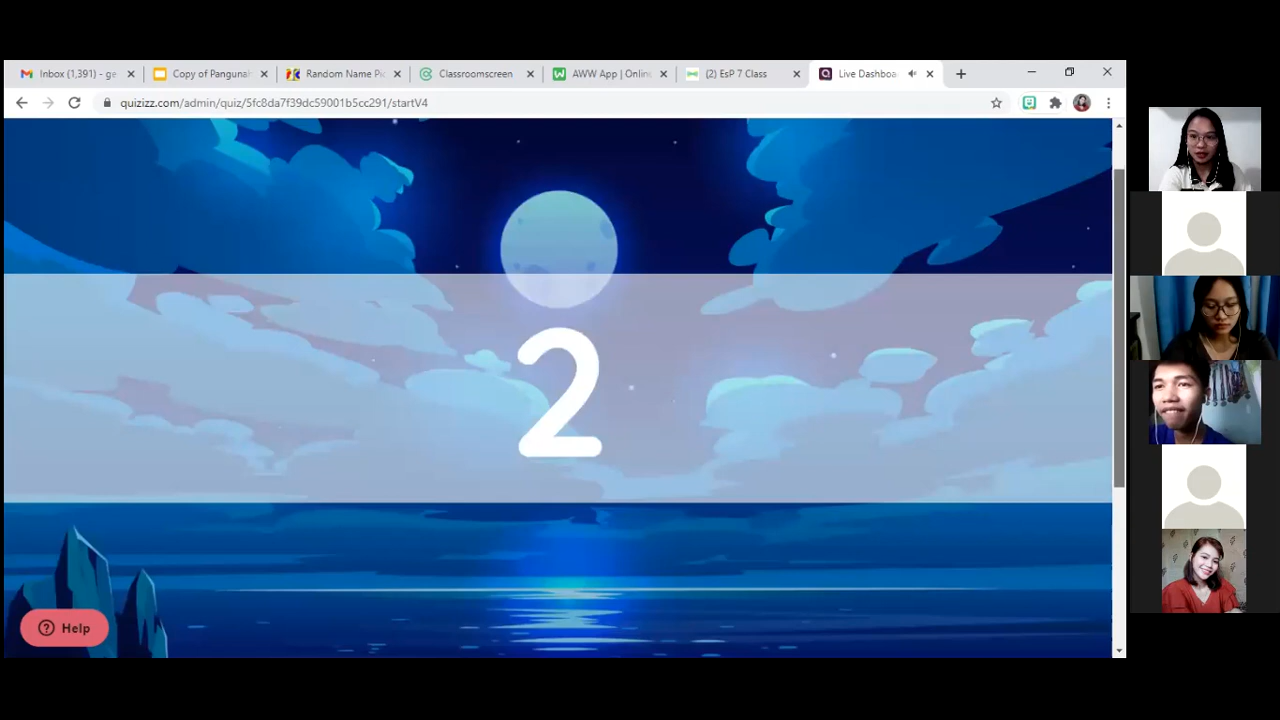 Inbox (1,391) - ge
Copy of Pangunah
Random Name Pic
Classroomscreen
AWW App | Onlin
(2) EsP 7 Class
Live Dashboa
quizizz.com/admin/quiz/5fc8da7f39dc59001b5cc291/startV4
2
Help